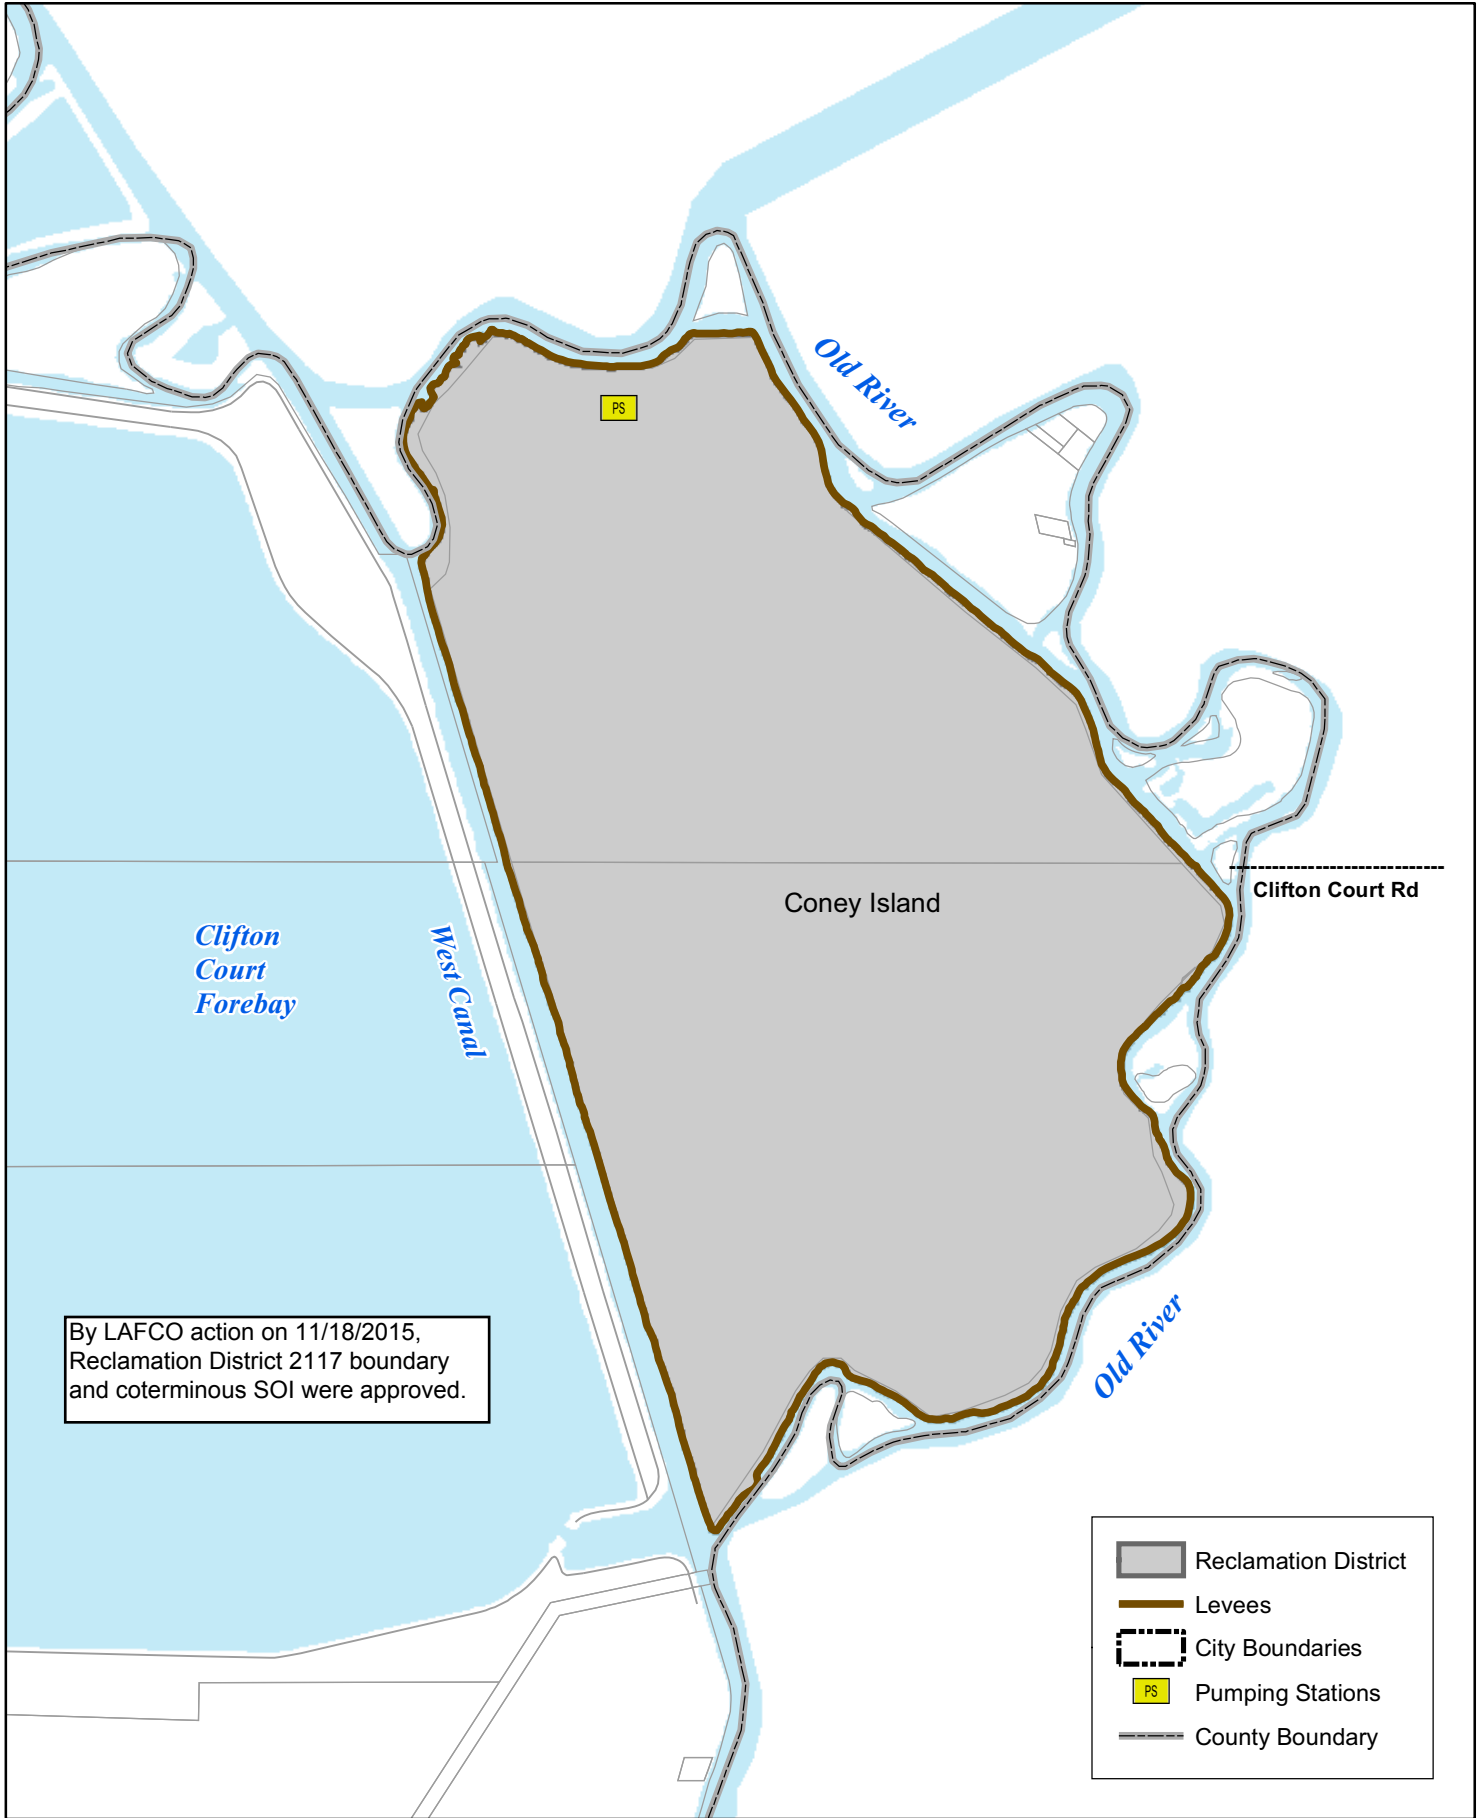 Old River
PS
Coney Island
Clifton Court Rd
Clifton
Court
Forebay
West Canal
Old River
By LAFCO action on 11/18/2015,
Reclamation District 2117 boundary
and coterminous SOI were approved.
Reclamation District
Levees
City Boundaries
PS Pumping Stations
County Boundary